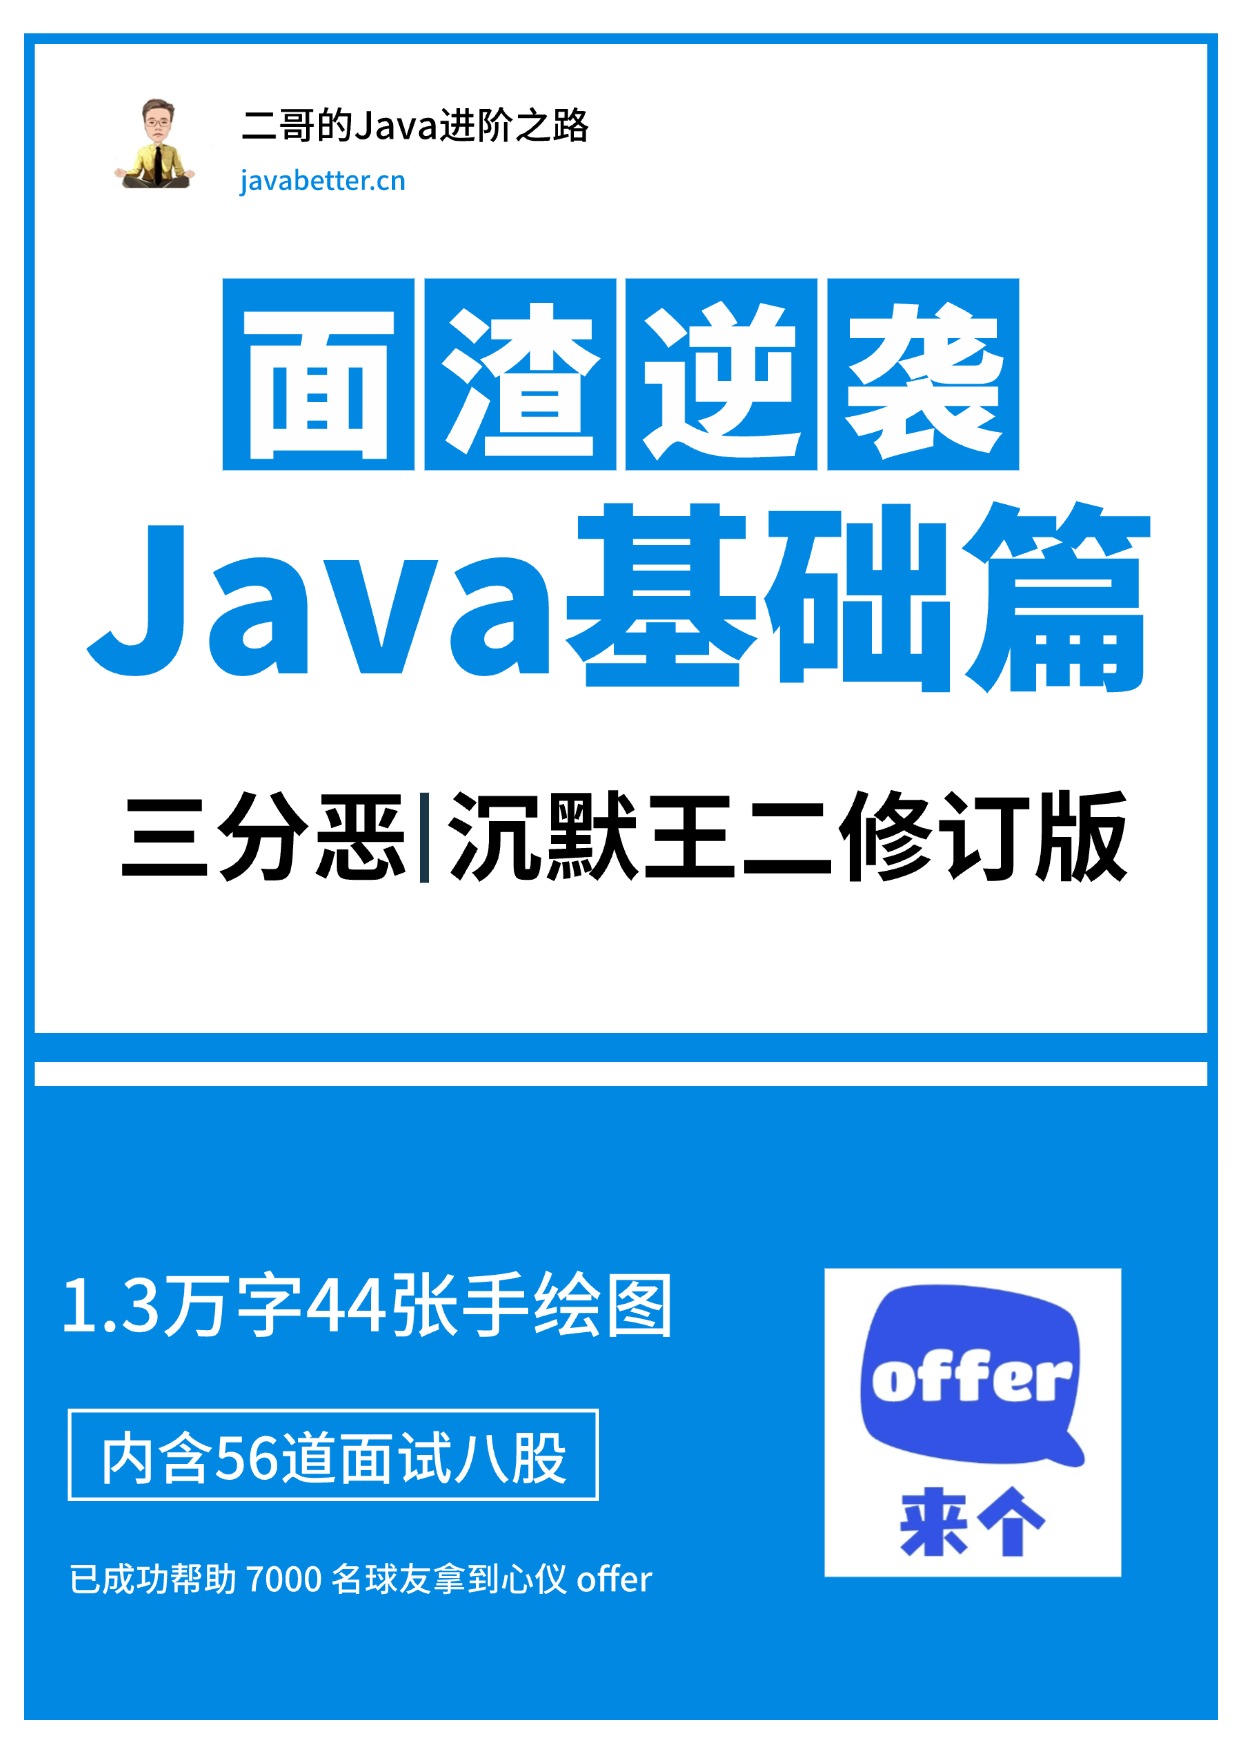 二哥的Java进阶之路
javabetter.cn
面渣逆袭
Java基础篇
三分恶|沉默王二修订版
1.3万字44张手绘图
内含56道面试八股
已成功帮助 7000 名球友拿到心仪 offer
offer
来个